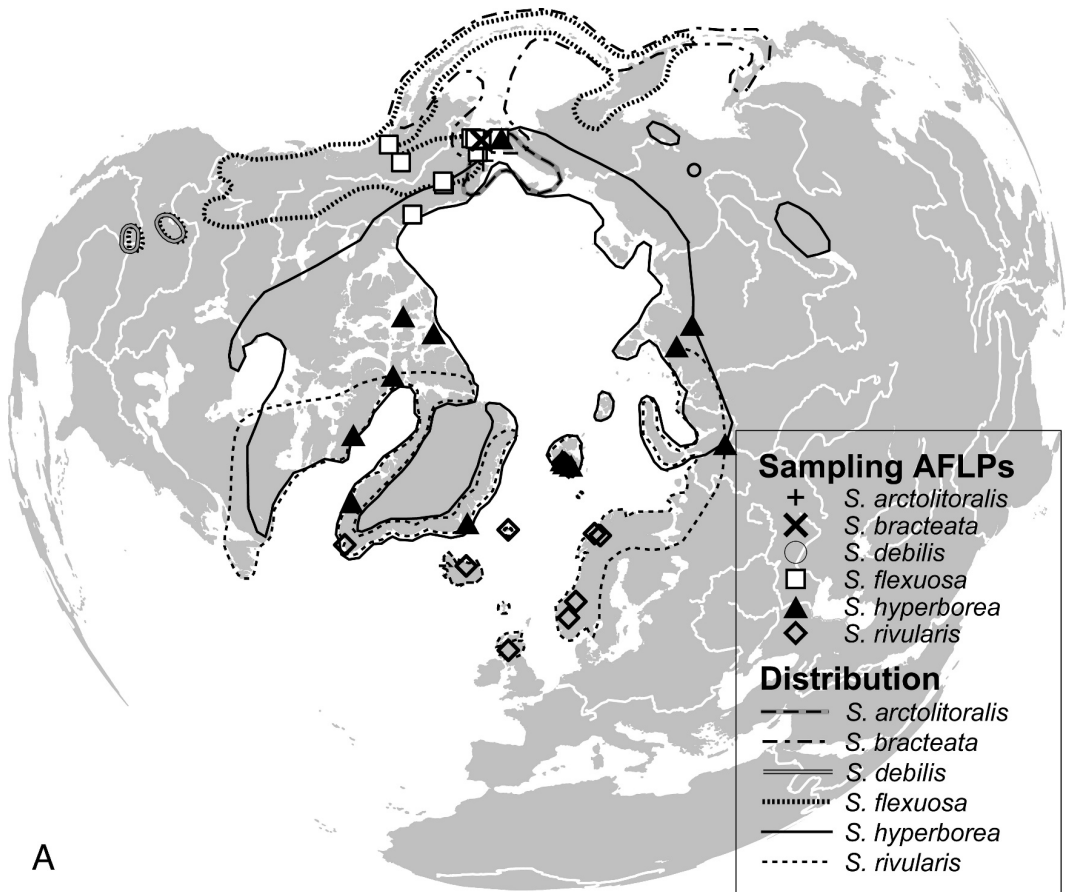 Sampling AFLPs
S. arctolitoralis
S. bracteata
S. debilis
S. flexuosa
S. hyperborea
S. rivularis
Distribution
S. arctolitoralis
S. bracteata
S. debilis
S. flexuosa
S. hyperborea
S. rivularis
A